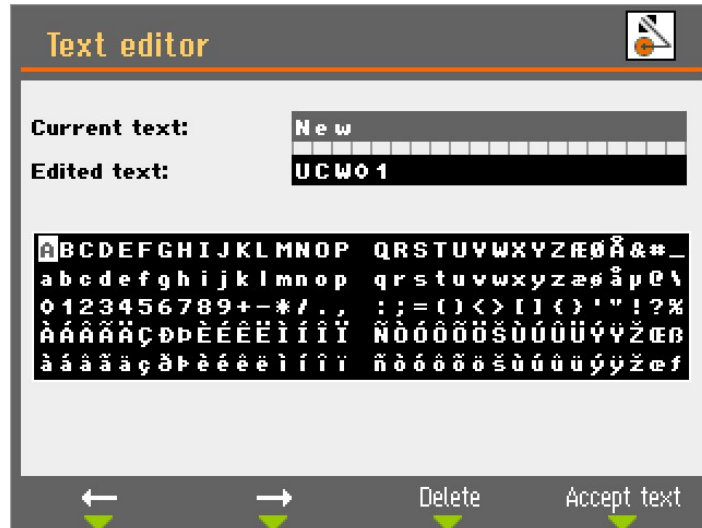 Text editor
Current text: New
Edited text: UCW01
ABCDEFGHIJKLMNOP QRSTUVWXYZÆØÅ&#_
abcdefghijklmnop qrstuvwxyzæøåµ@\
0123456789+-*/., :;=()<>[]{}'"!?%
ÀÁÂÃÄÇÐÞÈÉÊËÌÍÎÏ ÑÒÓÔÕÖŠÙÚÛÜÝŸŽŒß
àáâãäçðÞèéêëìíîï ñòóôõöšùúûüýÿžœƒ
← → Delete Accept text